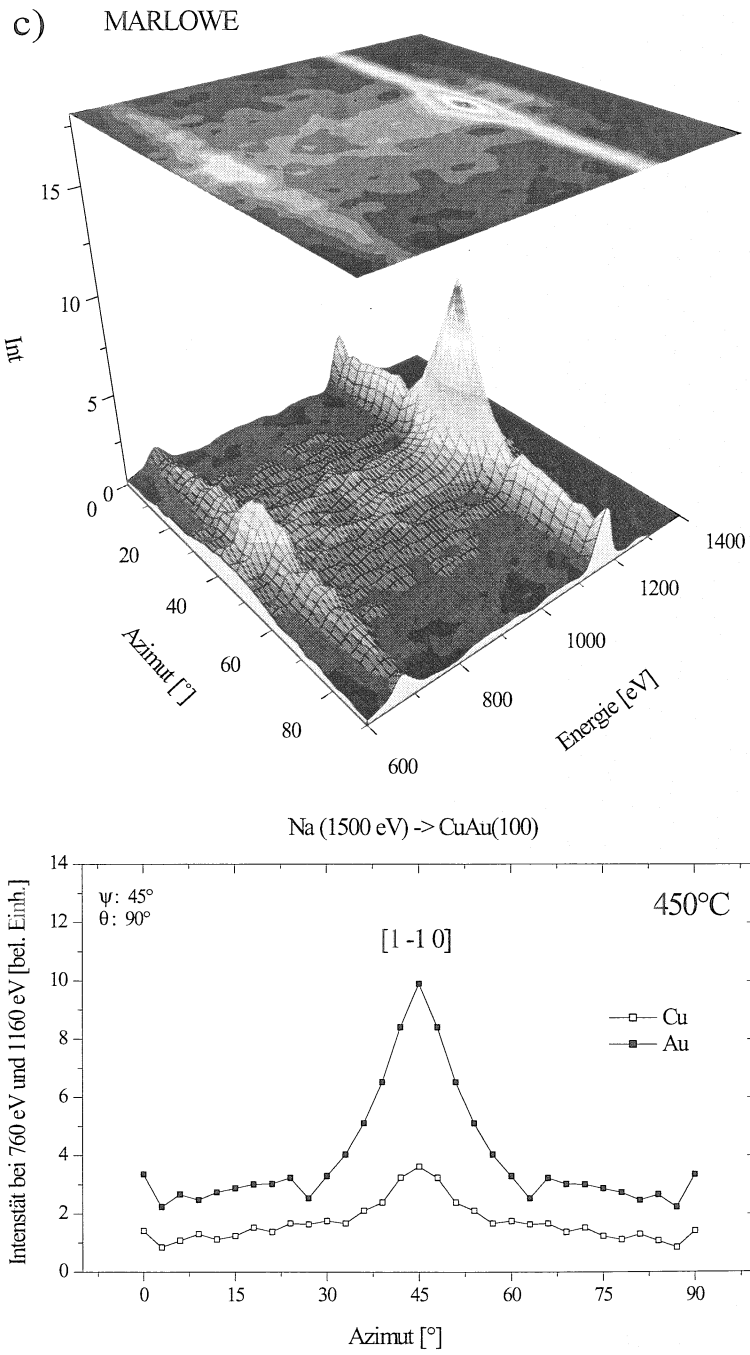 c) MARLOWE
15
10
Int
5
0
0
20
40
60
80
Azimut [°]
600
800
1000
1200
1400
Energie [eV]
Na (1500 eV) -> CuAu(100)
Intenstät bei 760 eV und 1160 eV [bel. Einh.]
14
12
10
8
6
4
2
0
ψ: 45°
θ: 90°
450°C
[1 -1 0]
Cu
Au
0 15 30 45 60 75 90
Azimut [°]